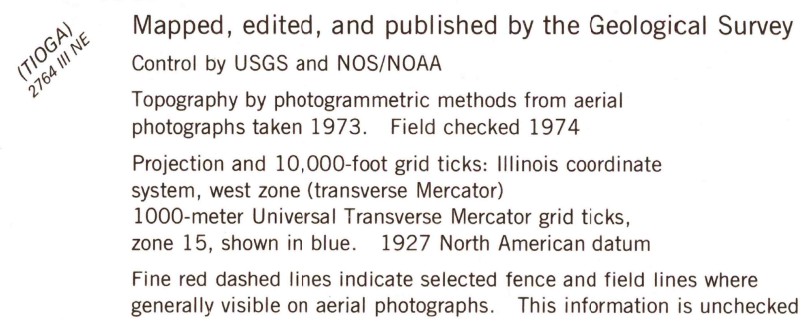 (TIOGA)
2764 III NE
Mapped, edited, and published by the Geological Survey
Control by USGS and NOS/NOAA
Topography by photogrammetric methods from aerial
photographs taken 1973. Field checked 1974
Projection and 10,000-foot grid ticks: Illinois coordinate
system, west zone (transverse Mercator)
1000-meter Universal Transverse Mercator grid ticks,
zone 15, shown in blue. 1927 North American datum
Fine red dashed lines indicate selected fence and field lines where
generally visible on aerial photographs. This information is unchecked